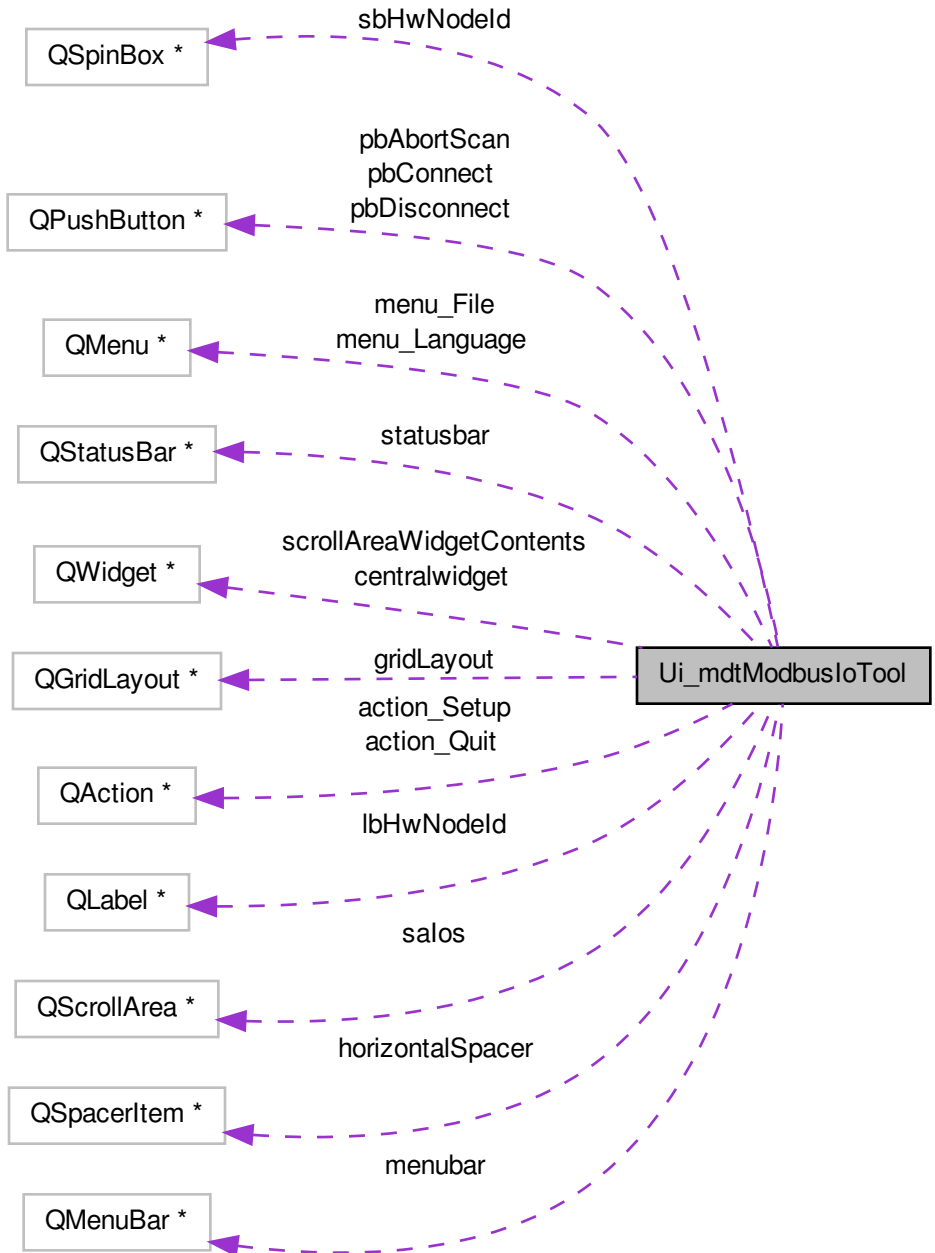 sbHwNodeId
QSpinBox *
pbAbortScan
pbConnect
pbDisconnect
QPushButton *
menu_File
menu_Language
QMenu *
statusbar
QStatusBar *
scrollAreaWidgetContents
centralwidget
QWidget *
gridLayout
QGridLayout *
Ui_mdtModbusIoTool
action_Setup
action_Quit
QAction *
lbHwNodeId
QLabel *
saIos
QScrollArea *
horizontalSpacer
QSpacerItem *
menubar
QMenuBar *